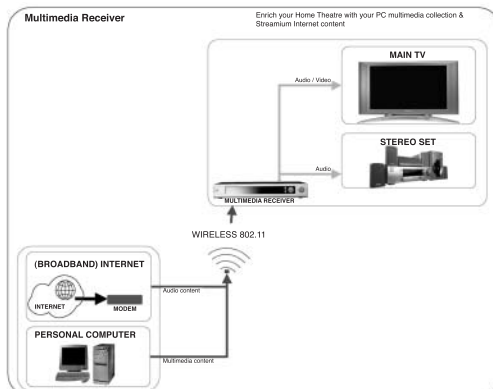 Multimedia Receiver
Enrich your Home Theatre with your PC multimedia collection &
Streamium Internet content
MAIN TV
Audio / Video
STEREO SET
Audio
MULTIMEDIA RECEIVER
WIRELESS 802.11
(BROADBAND) INTERNET
INTERNET
MODEM
Audio content
PERSONAL COMPUTER
Multimedia content